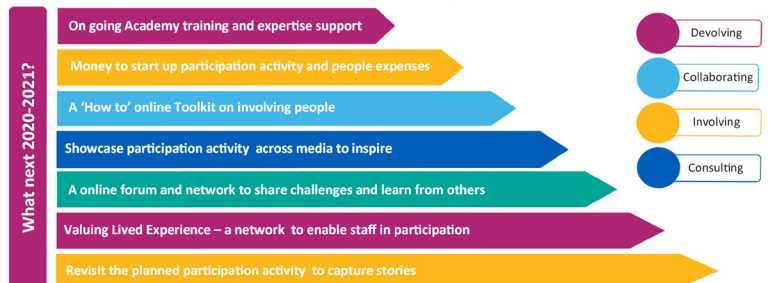 What next 2020-2021?
On going Academy training and expertise support
Money to start up participation activity and people expenses
A 'How to' online Toolkit on involving people
Showcase participation activity across media to inspire
A online forum and network to share challenges and learn from others
Valuing Lived Experience – a network to enable staff in participation
Revisit the planned participation activity to capture stories
Devolving
Collaborating
Involving
Consulting